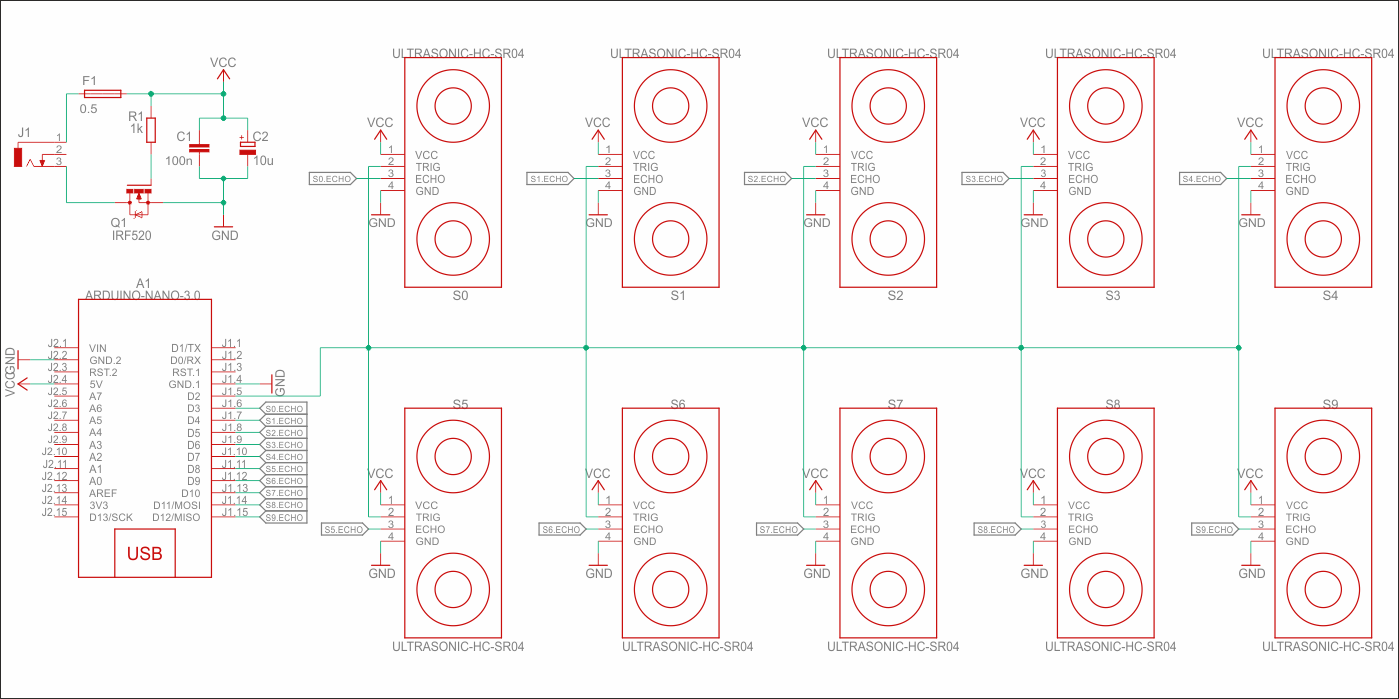 ULTRASONIC-HC-SR04 ULTRASONIC-HC-SR04 ULTRASONIC-HC-SR04 ULTRASONIC-HC-SR04 ULTRASONIC-HC-SR04
VCC
F1
0.5
R1
1k
J1
1
2
3
C1
100n
+
C2
10u
Q1
IRF520
GND
VCC
1 VCC
2 TRIG
S0.ECHO 3 ECHO
4 GND
GND
S0
VCC
1 VCC
2 TRIG
S1.ECHO 3 ECHO
4 GND
GND
S1
VCC
1 VCC
2 TRIG
S2.ECHO 3 ECHO
4 GND
GND
S2
VCC
1 VCC
2 TRIG
S3.ECHO 3 ECHO
4 GND
GND
S3
VCC
1 VCC
2 TRIG
S4.ECHO 3 ECHO
4 GND
GND
S4
A1
ARDUINO-NANO-3.0
J2.1 VIN D1/TX J1.1
GND J2.2 GND.2 D0/RX J1.2
J2.3 RST.2 RST.1 J1.3
VCC J2.4 5V GND.1 J1.4 GND
J2.5 A7 D2 J1.5
J2.6 A6 D3 J1.6 S0.ECHO
J2.7 A5 D4 J1.7 S1.ECHO
J2.8 A4 D5 J1.8 S2.ECHO
J2.9 A3 D6 J1.9 S3.ECHO
J2.10 A2 D7 J1.10 S4.ECHO
J2.11 A1 D8 J1.11 S5.ECHO
J2.12 A0 D9 J1.12 S6.ECHO
J2.13 AREF D10 J1.13 S7.ECHO
J2.14 3V3 D11/MOSI J1.14 S8.ECHO
J2.15 D13/SCK D12/MISO J1.15 S9.ECHO
USB
S5
VCC
1 VCC
2 TRIG
S5.ECHO 3 ECHO
4 GND
GND
S6
VCC
1 VCC
2 TRIG
S6.ECHO 3 ECHO
4 GND
GND
S7
VCC
1 VCC
2 TRIG
S7.ECHO 3 ECHO
4 GND
GND
S8
VCC
1 VCC
2 TRIG
S8.ECHO 3 ECHO
4 GND
GND
S9
VCC
1 VCC
2 TRIG
S9.ECHO 3 ECHO
4 GND
GND
ULTRASONIC-HC-SR04 ULTRASONIC-HC-SR04 ULTRASONIC-HC-SR04 ULTRASONIC-HC-SR04 ULTRASONIC-HC-SR04